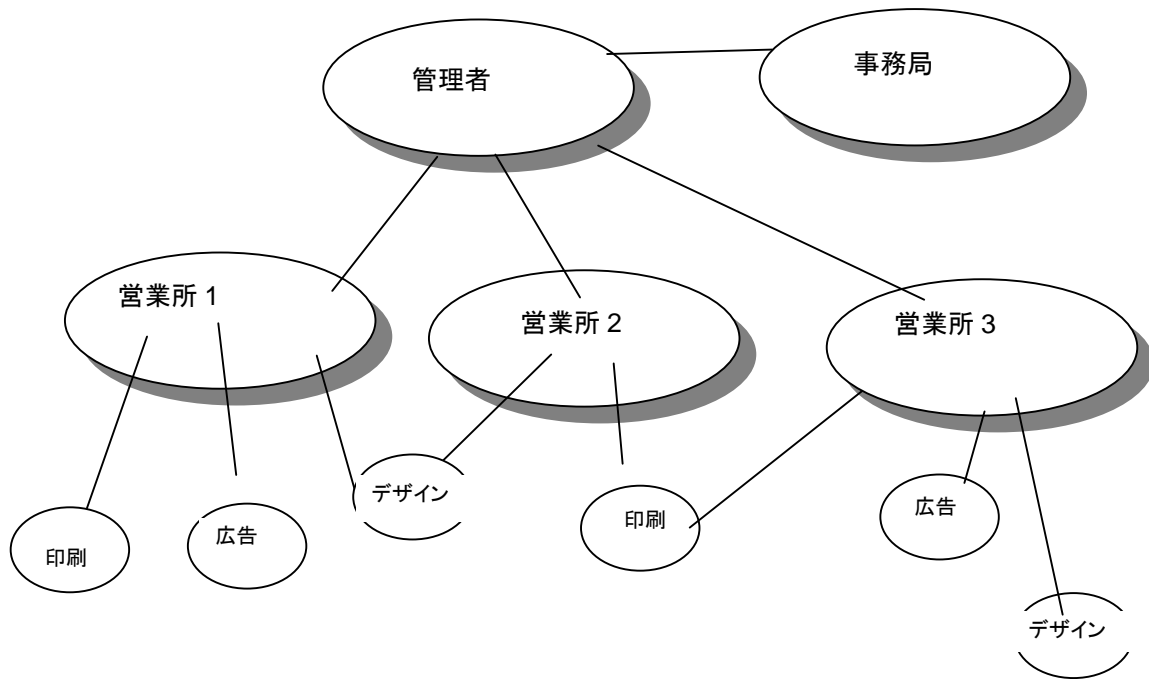 管理者
事務局
営業所 1
営業所 2
営業所 3
デザイン
印刷
広告
印刷
広告
デザイン